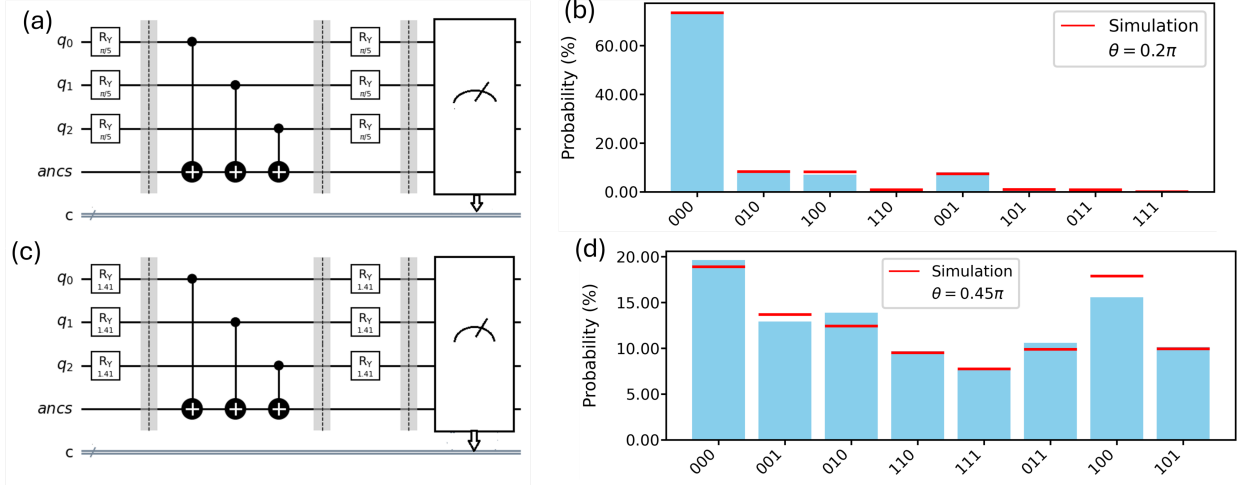 (a)
q0 RY π/5 RY π/5
q1 RY π/5 RY π/5
q2 RY π/5 RY π/5
ancs
c
(b)
Probability (%)
60.00
40.00
20.00
0.00
Simulation
θ = 0.2π
000 010 100 110 001 101 011 111
(c)
q0 RY 1.41 RY 1.41
q1 RY 1.41 RY 1.41
q2 RY 1.41 RY 1.41
ancs
c
(d)
Probability (%)
20.00
15.00
10.00
5.00
0.00
Simulation
θ = 0.45π
000 001 010 110 111 011 100 101